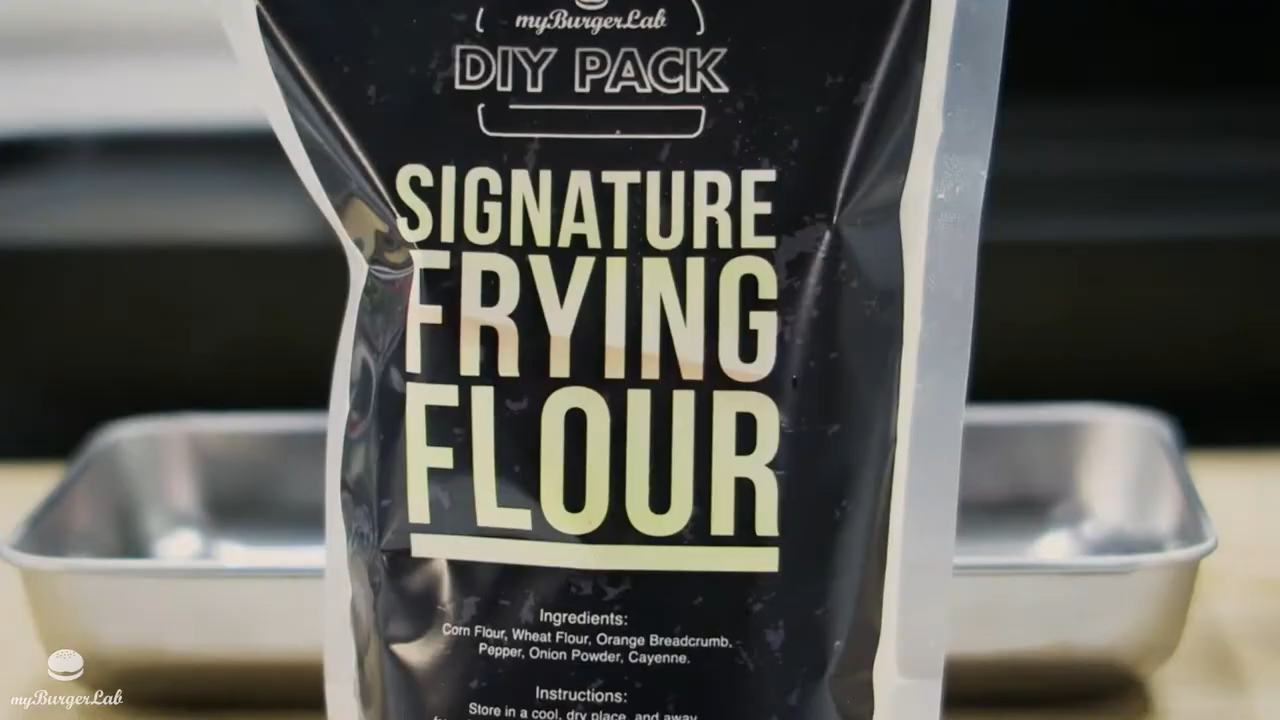 myBurgerLab
DIY PACK
SIGNATURE
FRYING
FLOUR
Ingredients:
Corn Flour, Wheat Flour, Orange Breadcrumb,
Pepper, Onion Powder, Cayenne.
Instructions:
Store in a cool, dry place, and away
myBurgerLab